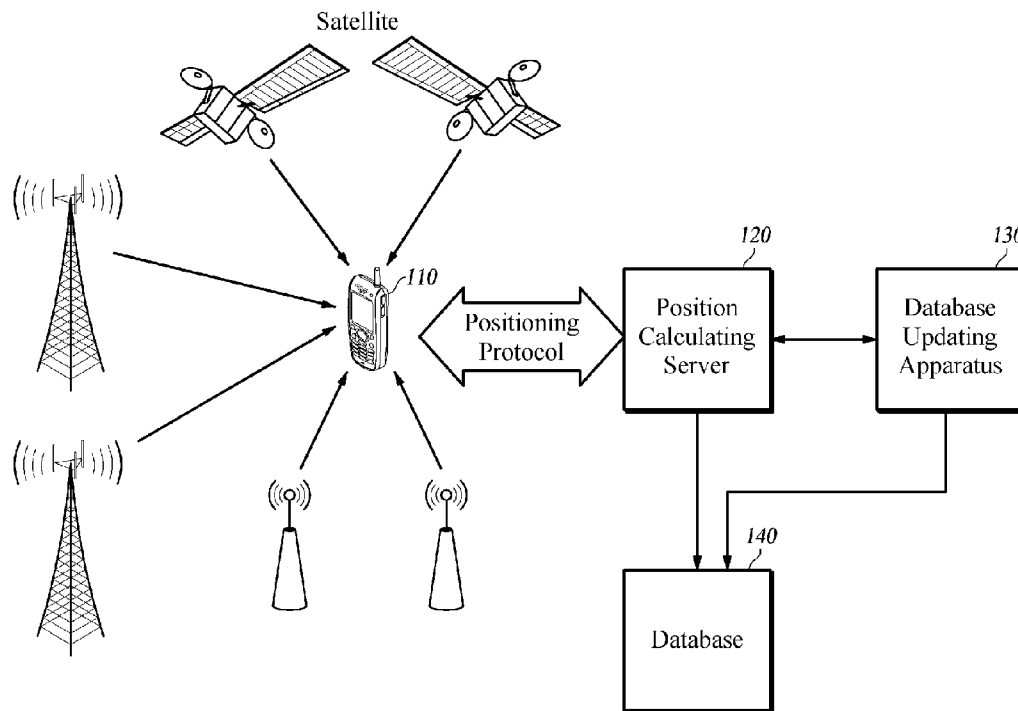 Satellite
110
120
130
Positioning
Protocol
Position
Calculating
Server
Database
Updating
Apparatus
140
Database